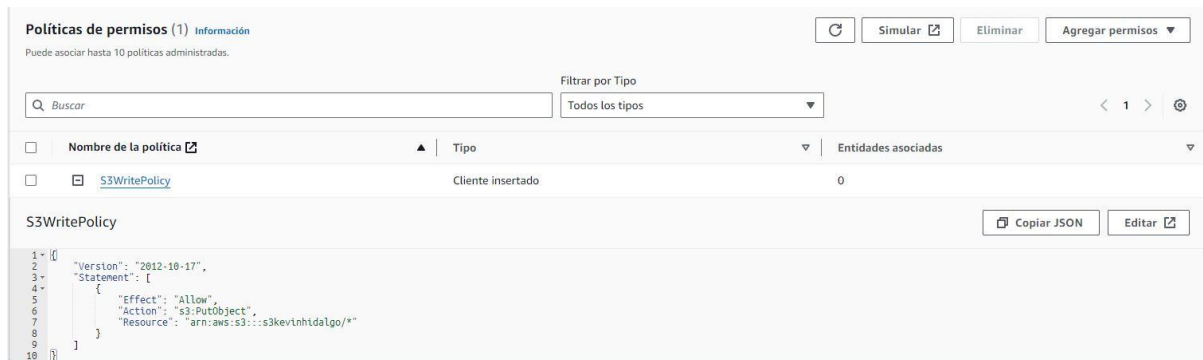 Políticas de permisos (1) Información
Simular
Eliminar
Agregar permisos
Puede asociar hasta 10 políticas administradas.
Filtrar por Tipo
Buscar
Todos los tipos
1
Nombre de la política
Tipo
Entidades asociadas
S3WritePolicy
Cliente insertado
0
S3WritePolicy
Copiar JSON
Editar
1 {
2 "Version": "2012-10-17",
3 "Statement": [
4 {
5 "Effect": "Allow",
6 "Action": "s3:PutObject",
7 "Resource": "arn:aws:s3:::s3kevinhidalgo/*"
8 }
9 ]
10 }